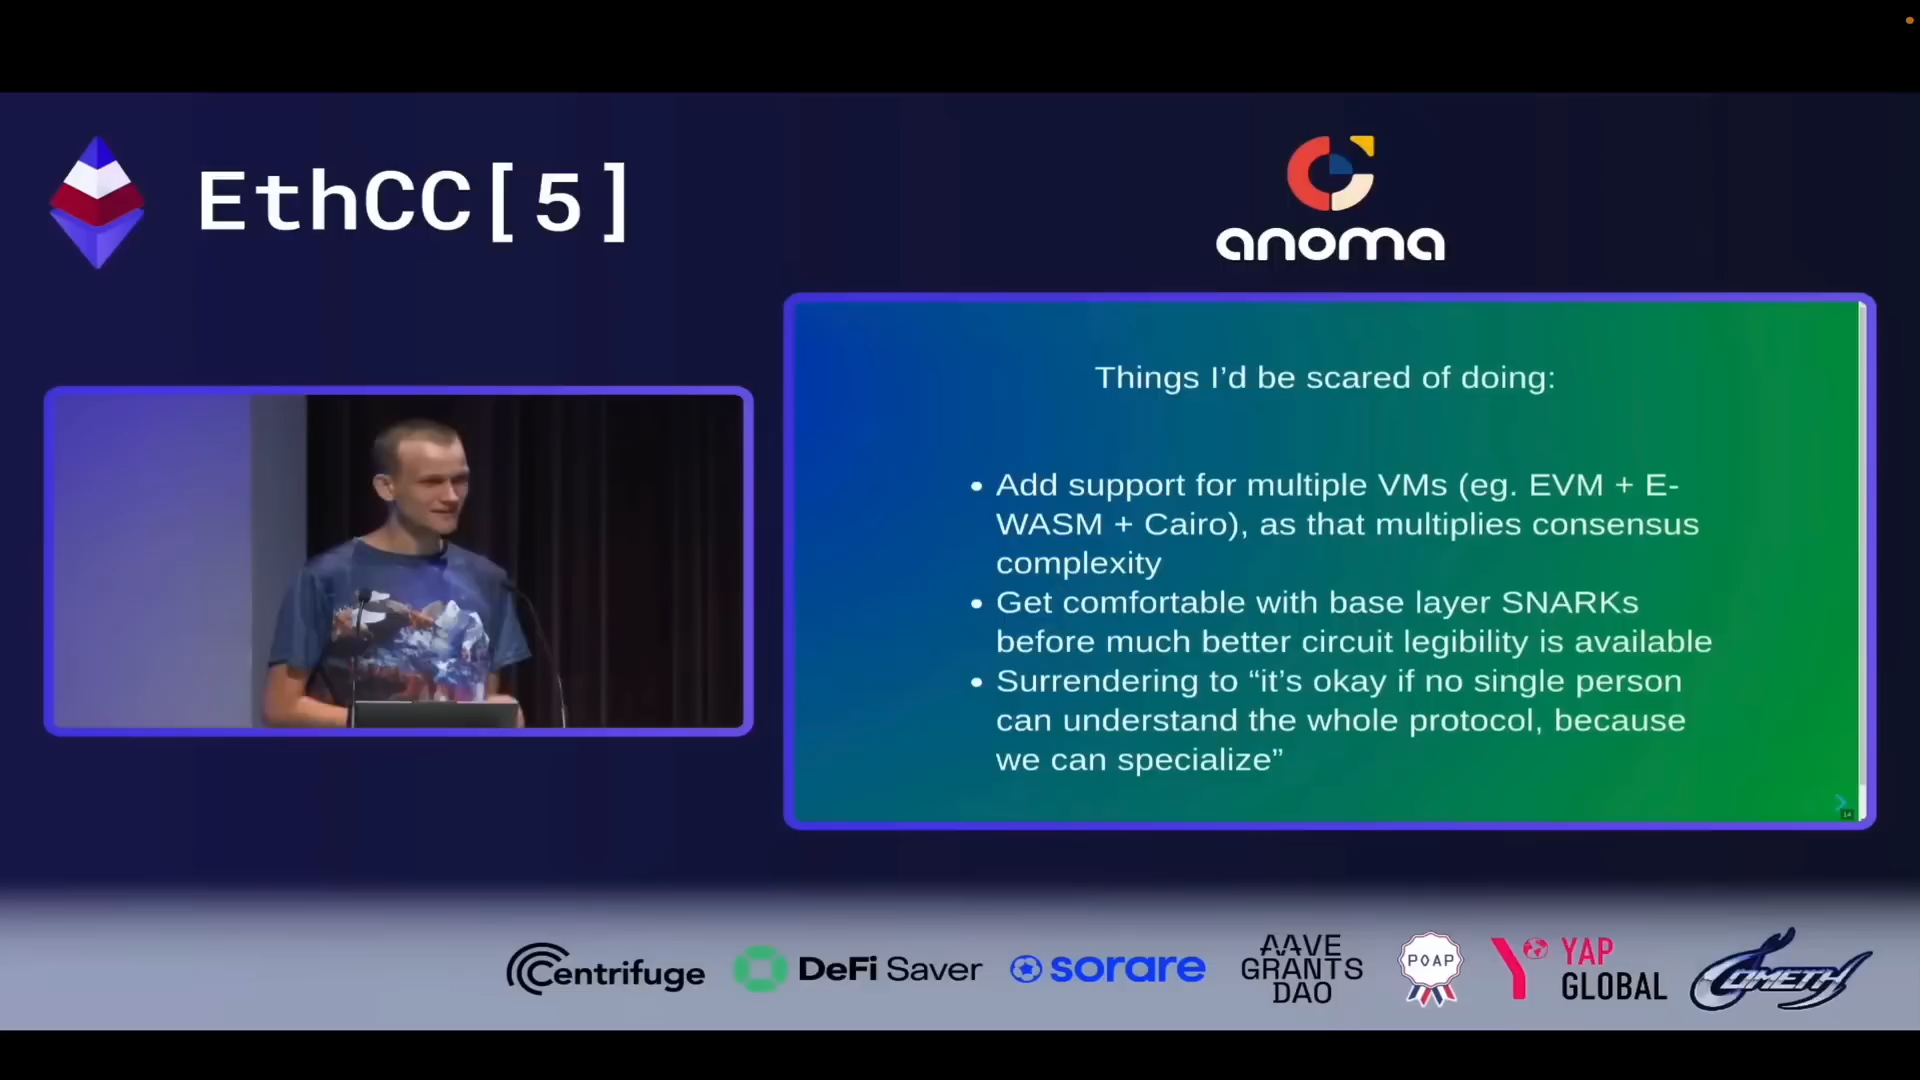 EthCC[5]
anoma
Things I’d be scared of doing:
• Add support for multiple VMs (eg. EVM + E-
WASM + Cairo), as that multiplies consensus
complexity
• Get comfortable with base layer SNARKs
before much better circuit legibility is available
• Surrendering to “it’s okay if no single person
can understand the whole protocol, because
we can specialize”
14
Centrifuge
DeFi Saver
sorare
AAVE
GRANTS
DAO
POAP
YAP
GLOBAL
COMETH